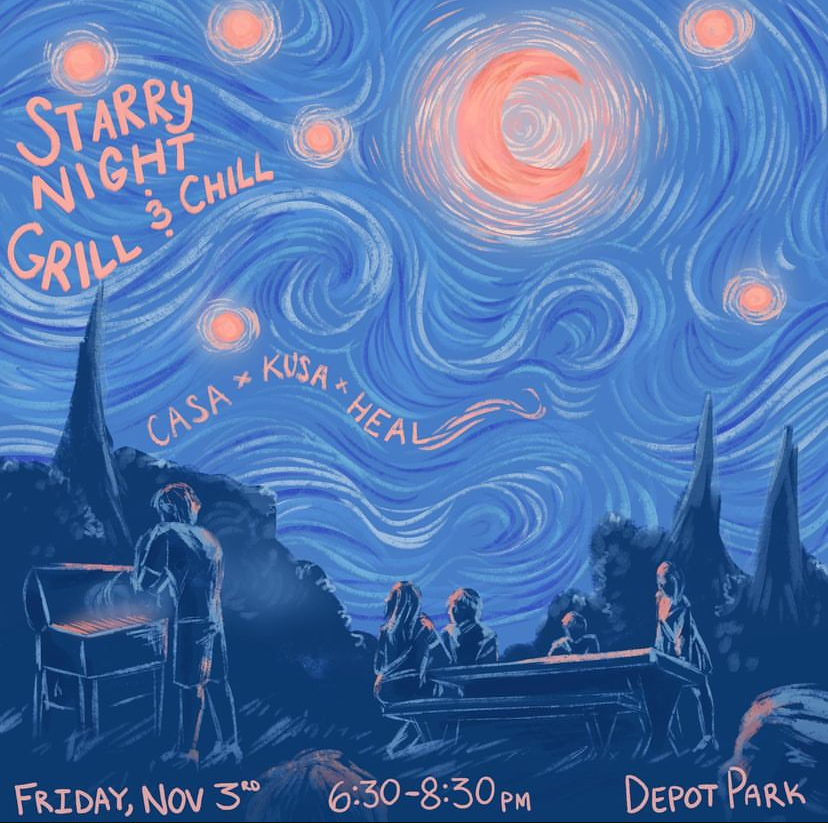 STARRY
NIGHT
GRILL & CHILL
CASA × KUSA × HEAL
FRIDAY, NOV 3RD 6:30-8:30 PM DEPOT PARK